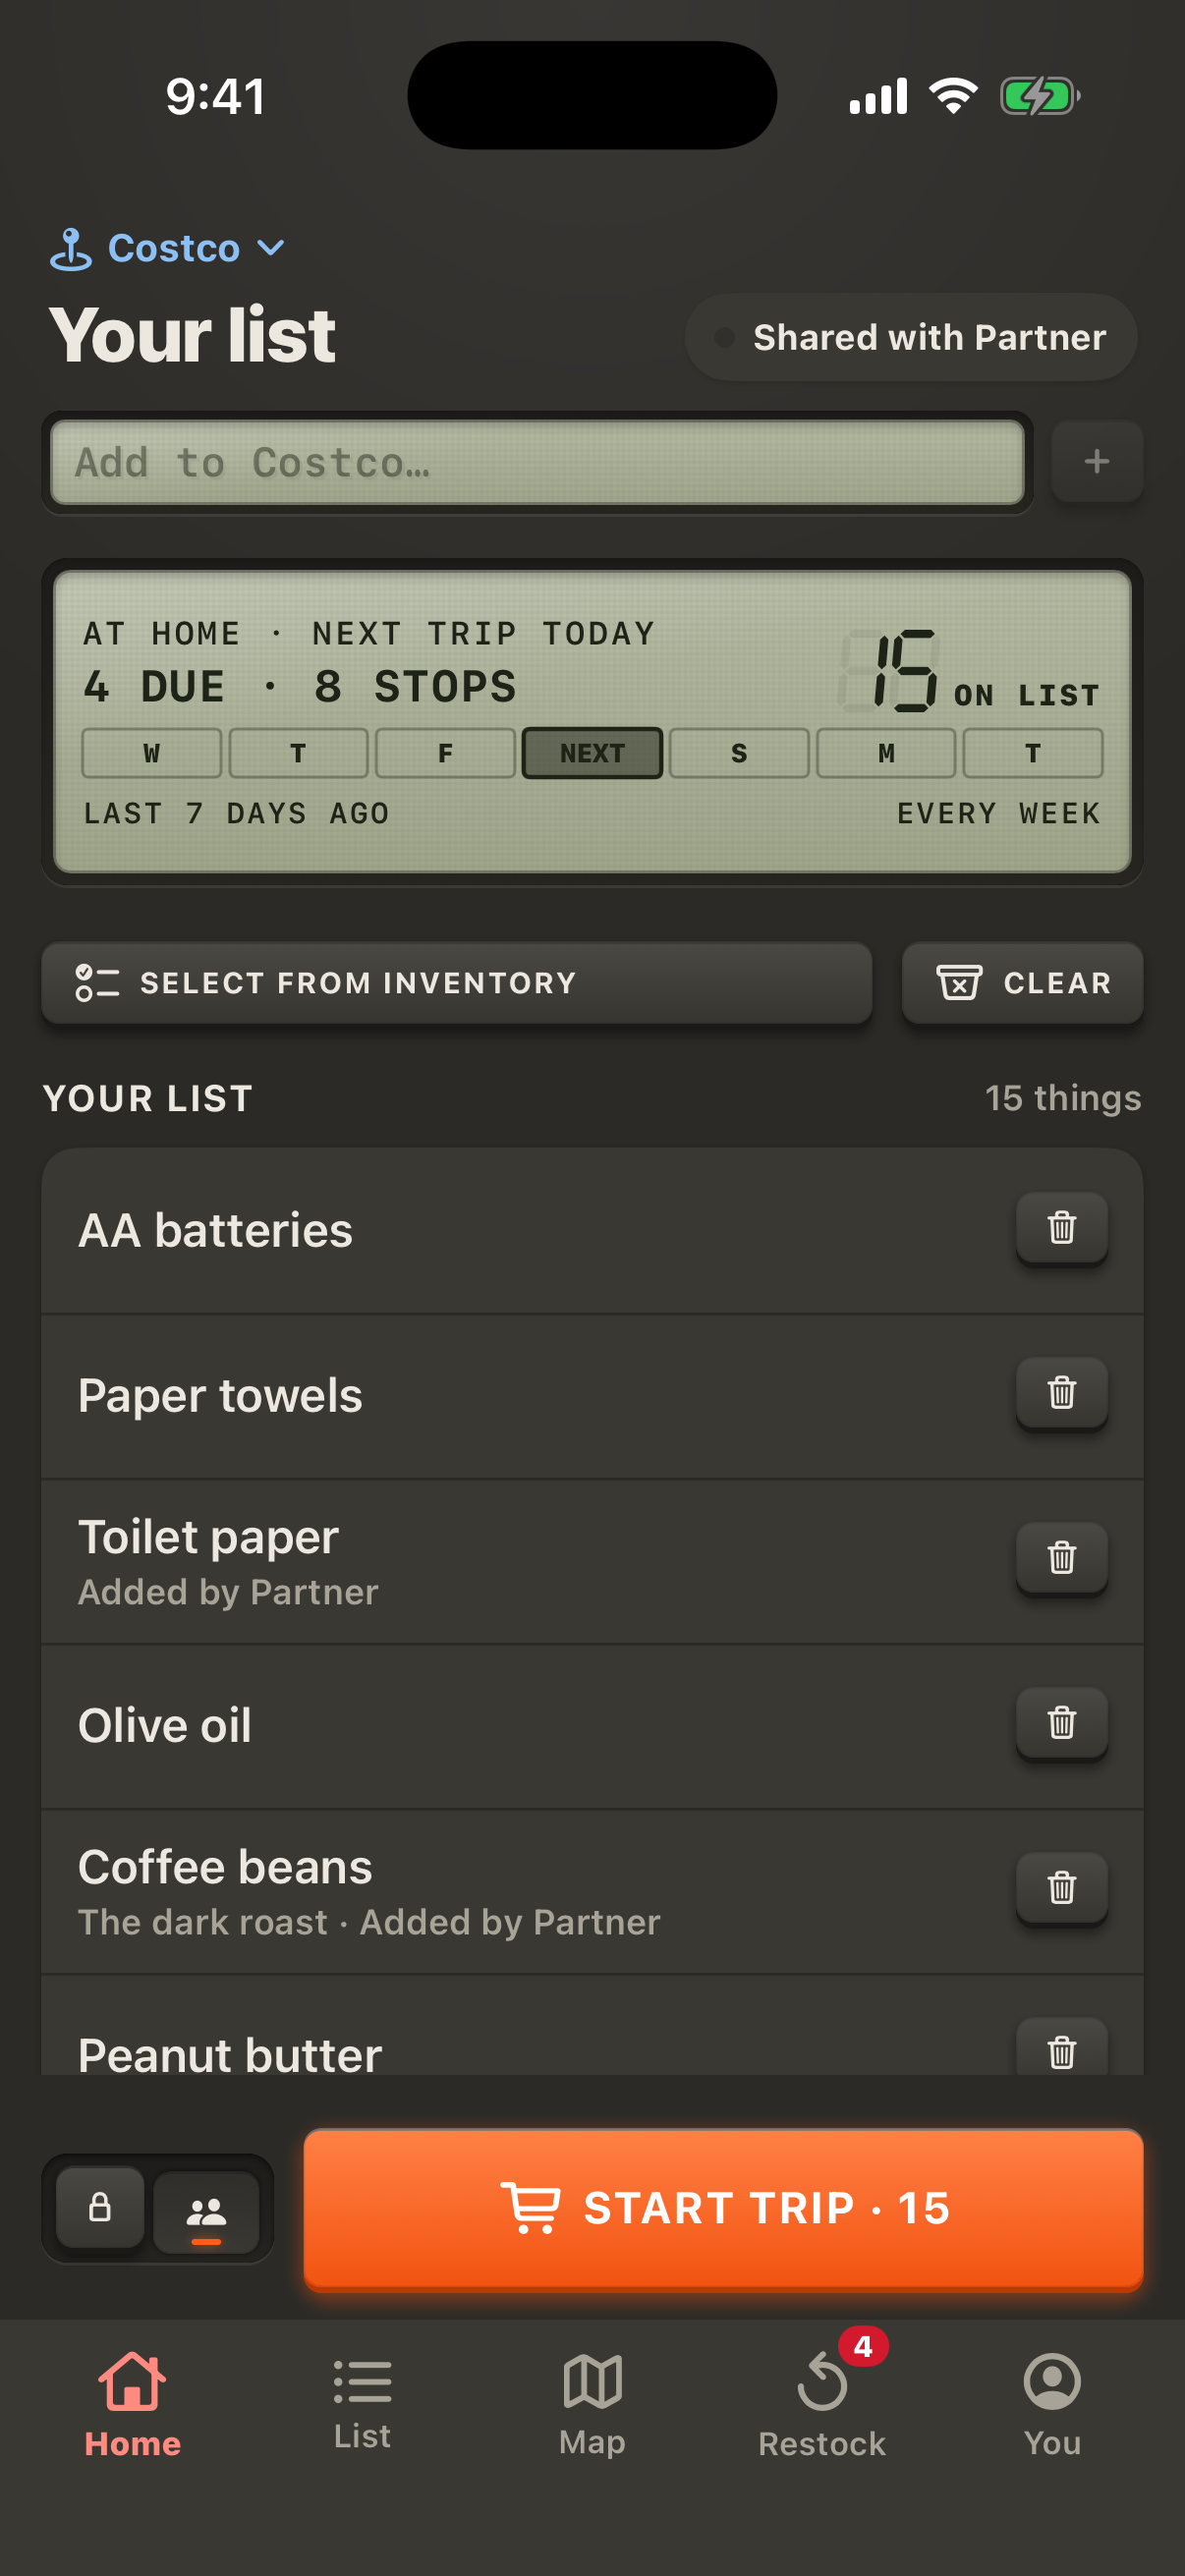 9:41
Costco
Your list
Shared with Partner
Add to Costco…
+
AT HOME · NEXT TRIP TODAY
4 DUE · 8 STOPS
15 ON LIST
W T F NEXT S M T
LAST 7 DAYS AGO
EVERY WEEK
SELECT FROM INVENTORY
CLEAR
YOUR LIST
15 things
AA batteries
Paper towels
Toilet paper
Added by Partner
Olive oil
Coffee beans
The dark roast · Added by Partner
Peanut butter
START TRIP · 15
4
Home
List
Map
Restock
You